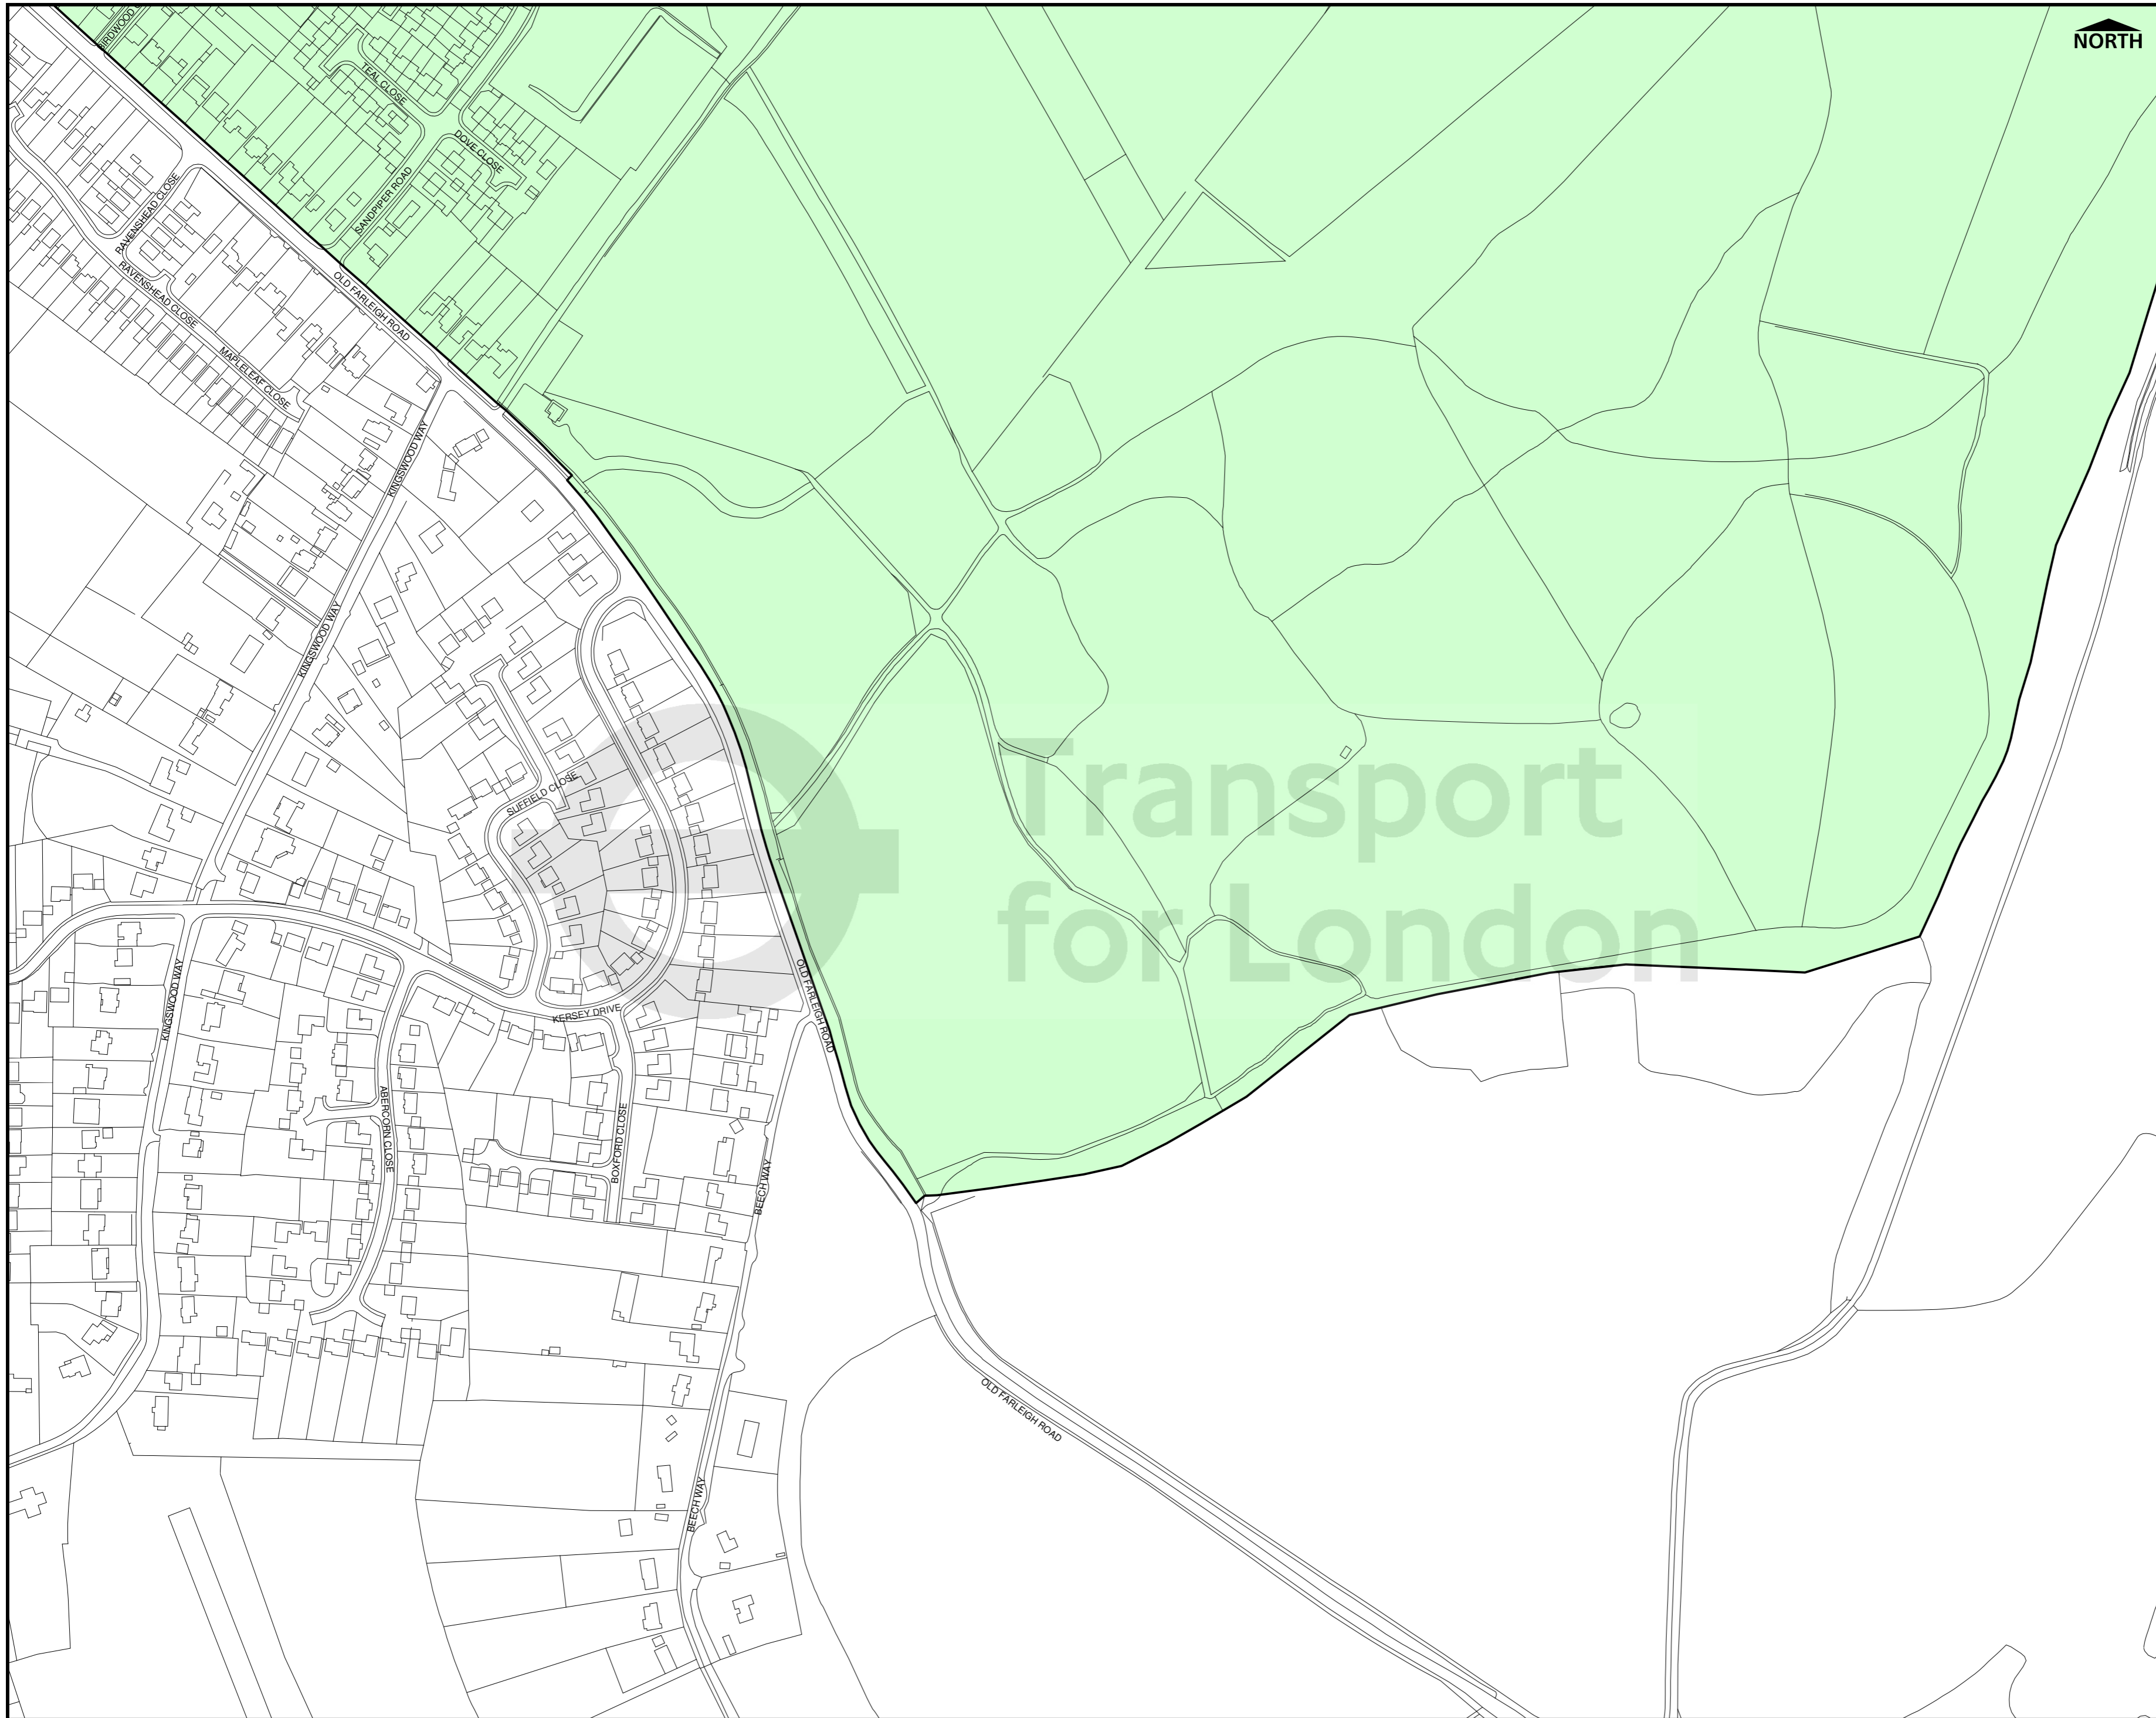 BIRDWOOD
NORTH
TEAL CLOSE
DOVE CLOSE
SANDPIPER ROAD
RAVENSHEAD CLOSE
RAVENSHEAD CLOSE
OLD FARLEIGH ROAD
MAPLELEAF CLOSE
KINGSWOOD WAY
KINGSWOOD WAY
SUFFIELD CLOSE
Transport
for London
KINGSWOOD WAY
OLD FARLEIGH ROAD
KERSEY DRIVE
ABERCORN CLOSE
BOXFORD CLOSE
BEECH WAY
OLD FARLEIGH ROAD
BEECH WAY